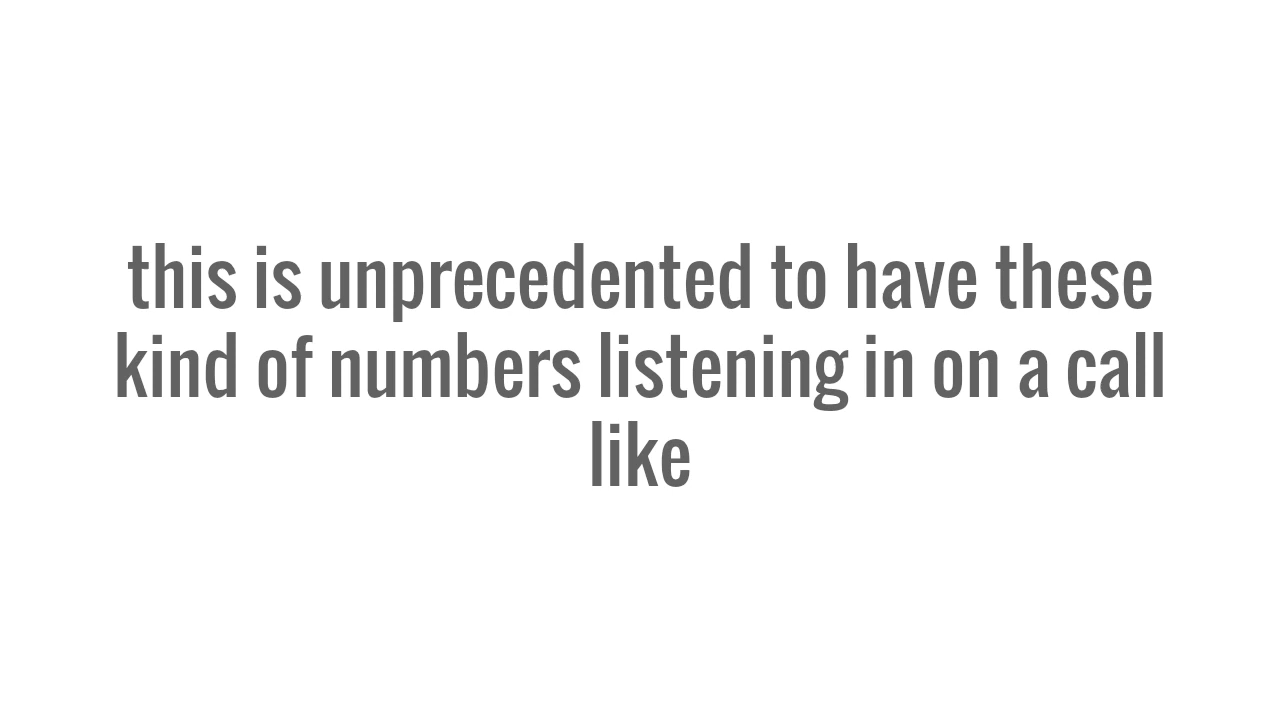 this is unprecedented to have these
kind of numbers listening in on a call
like